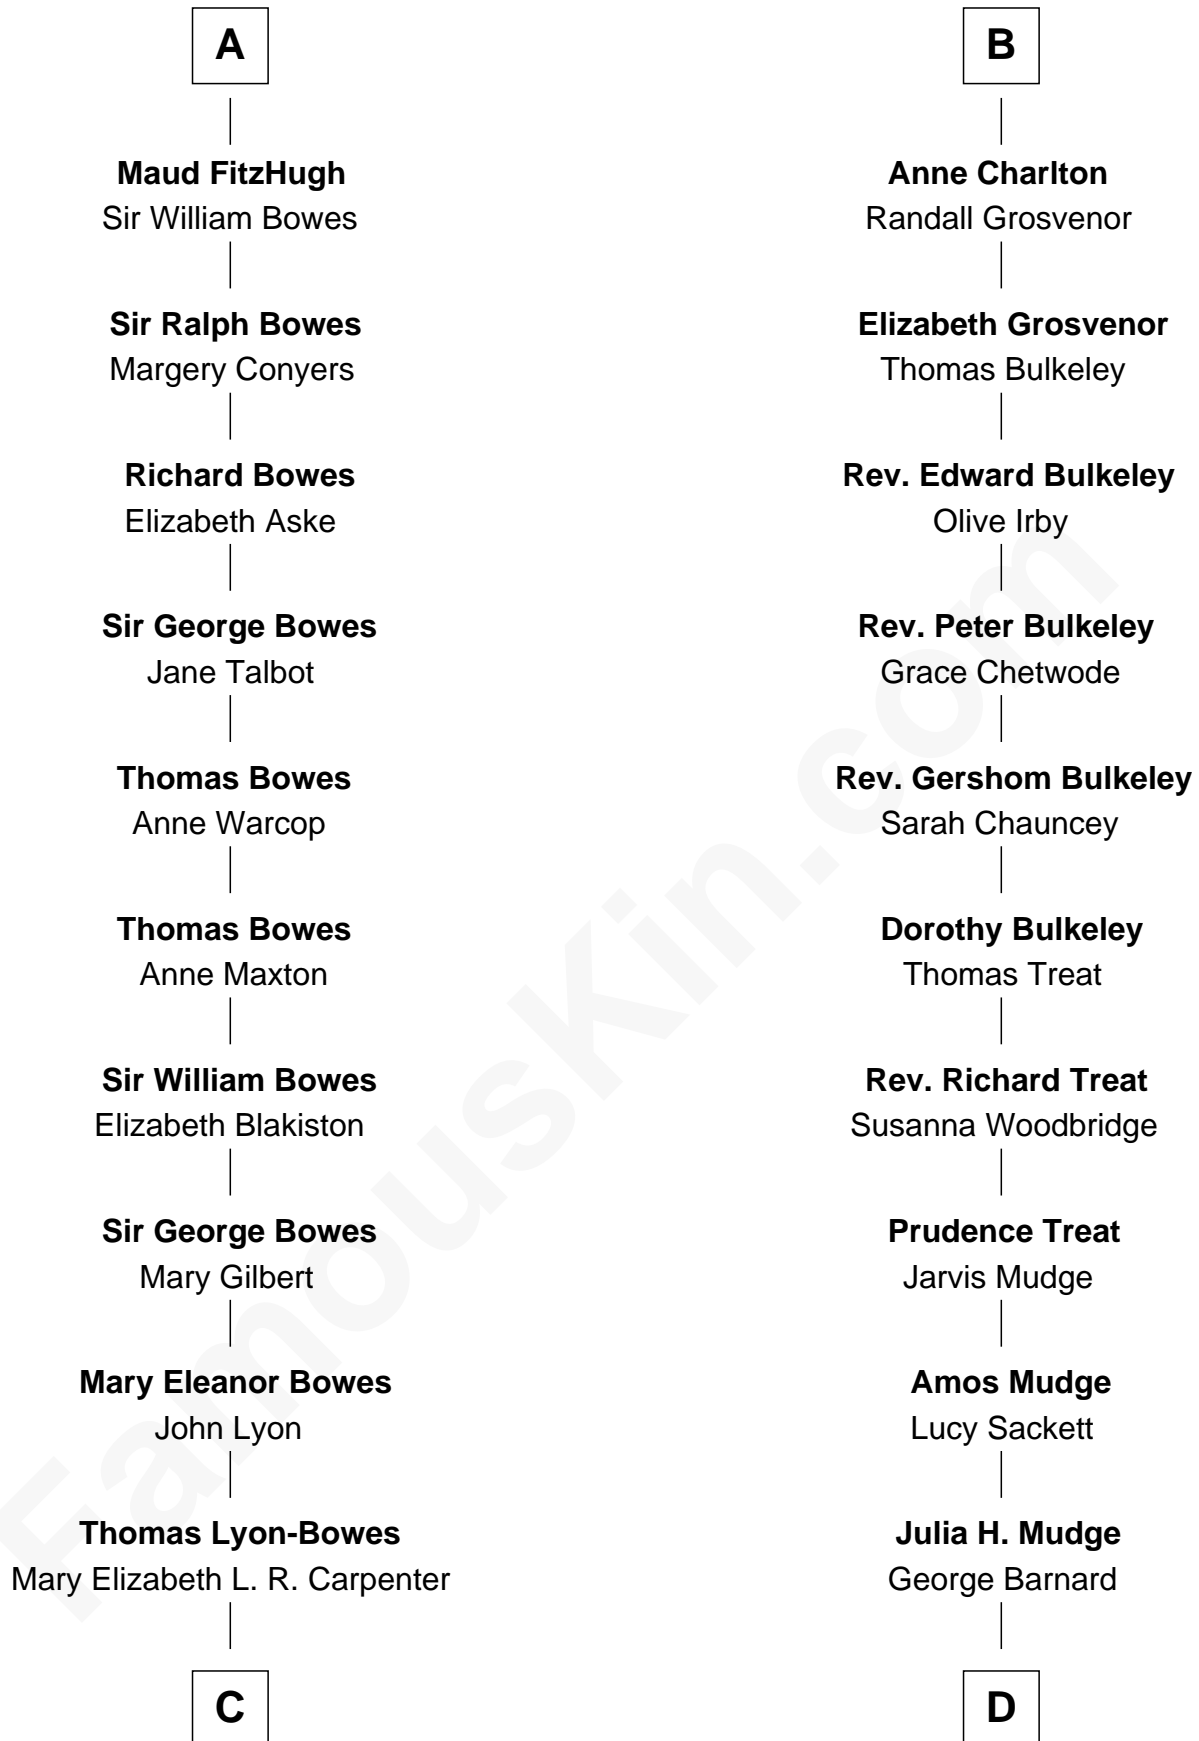 A
Maud FitzHugh
Sir William Bowes
Sir Ralph Bowes
Margery Conyers
Richard Bowes
Elizabeth Aske
Sir George Bowes
Jane Talbot
Thomas Bowes
Anne Warcop
Thomas Bowes
Anne Maxton
Sir William Bowes
Elizabeth Blakiston
Sir George Bowes
Mary Gilbert
Mary Eleanor Bowes
John Lyon
Thomas Lyon-Bowes
Mary Elizabeth L. R. Carpenter
C
B
Anne Charlton
Randall Grosvenor
Elizabeth Grosvenor
Thomas Bulkeley
Rev. Edward Bulkeley
Olive Irby
Rev. Peter Bulkeley
Grace Chetwode
Rev. Gershom Bulkeley
Sarah Chauncey
Dorothy Bulkeley
Thomas Treat
Rev. Richard Treat
Susanna Woodbridge
Prudence Treat
Jarvis Mudge
Amos Mudge
Lucy Sackett
Julia H. Mudge
George Barnard
D
FamousKin.com